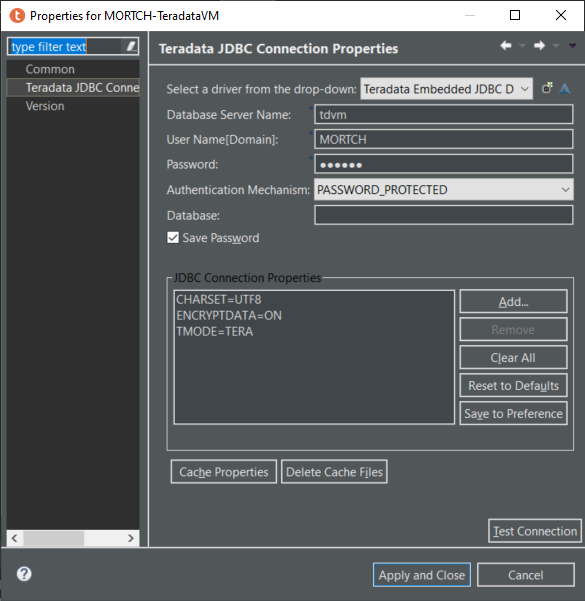 Properties for MORTCH-TeradataVM
type filter text
Common
Teradata JDBC Conne
Version
Teradata JDBC Connection Properties
Select a driver from the drop-down: Teradata Embedded JDBC D
Database Server Name: tdvm
User Name[Domain]: MORTCH
Password: ●●●●●●
Authentication Mechanism: PASSWORD_PROTECTED
Database:
Save Password
JDBC Connection Properties
CHARSET=UTF8
ENCRYPTDATA=ON
TMODE=TERA
Add...
Remove
Clear All
Reset to Defaults
Save to Preference
Cache Properties Delete Cache Files
Test Connection
Apply and Close Cancel